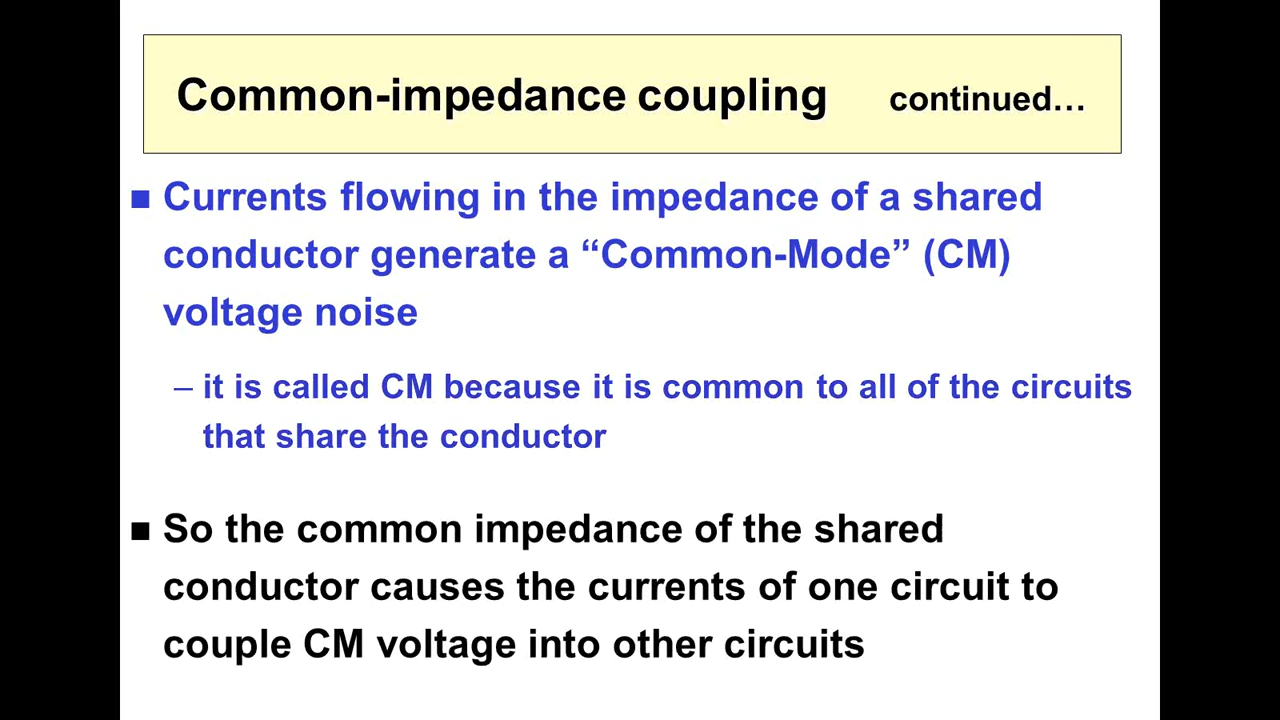 Common-impedance coupling continued…
■ Currents flowing in the impedance of a shared
conductor generate a “Common-Mode” (CM)
voltage noise
– it is called CM because it is common to all of the circuits
that share the conductor
■ So the common impedance of the shared
conductor causes the currents of one circuit to
couple CM voltage into other circuits